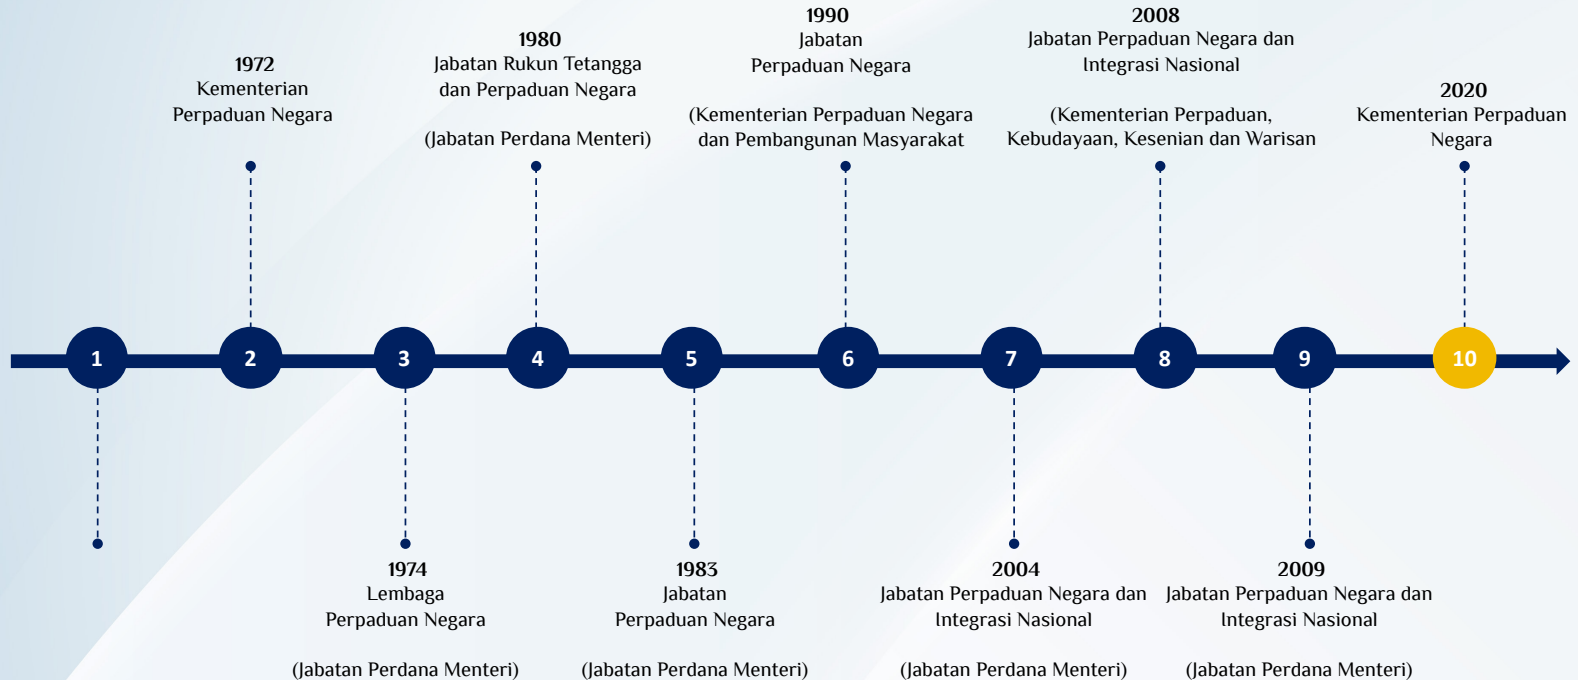 1972
Kementerian
Perpaduan Negara
1980
Jabatan Rukun Tetangga
dan Perpaduan Negara
(Jabatan Perdana Menteri)
1990
Jabatan
Perpaduan Negara
(Kementerian Perpaduan Negara
dan Pembangunan Masyarakat
2008
Jabatan Perpaduan Negara dan
Integrasi Nasional
(Kementerian Perpaduan,
Kebudayaan, Kesenian dan Warisan
2020
Kementerian Perpaduan
Negara
1
2
3
4
5
6
7
8
9
10
1974
Lembaga
Perpaduan Negara
(Jabatan Perdana Menteri)
1983
Jabatan
Perpaduan Negara
(Jabatan Perdana Menteri)
2004
Jabatan Perpaduan Negara dan
Integrasi Nasional
(Jabatan Perdana Menteri)
2009
Jabatan Perpaduan Negara dan
Integrasi Nasional
(Jabatan Perdana Menteri)